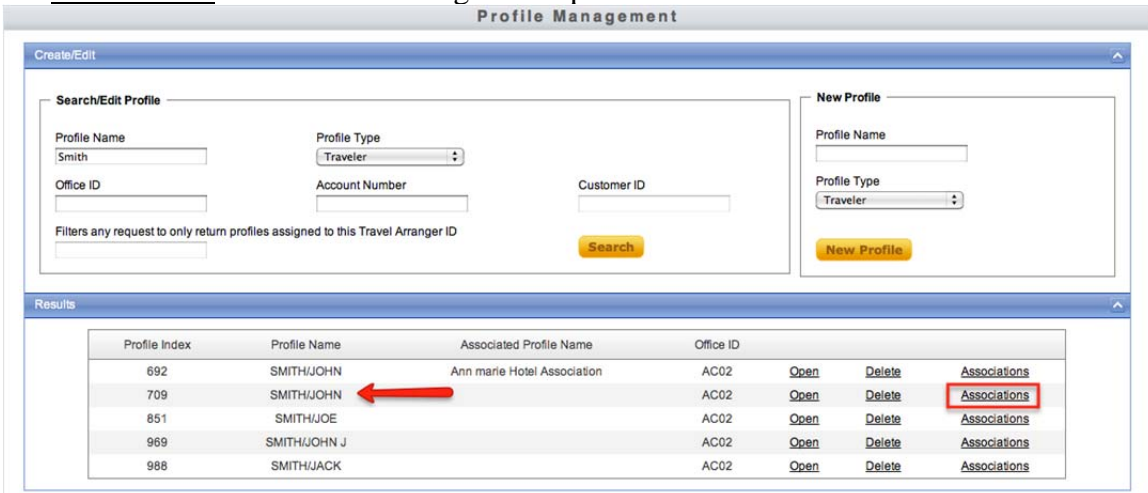 Profile Management
Create/Edit
Search/Edit Profile
Profile Name Profile Type
Smith Traveler
Office ID Account Number Customer ID
Filters any request to only return profiles assigned to this Travel Arranger ID
Search
New Profile
Profile Name
Profile Type
Traveler
New Profile
Results
Profile Index Profile Name Associated Profile Name Office ID
692 SMITH/JOHN Ann marie Hotel Association AC02 Open Delete Associations
709 SMITH/JOHN AC02 Open Delete Associations
851 SMITH/JOE AC02 Open Delete Associations
969 SMITH/JOHN J AC02 Open Delete Associations
988 SMITH/JACK AC02 Open Delete Associations